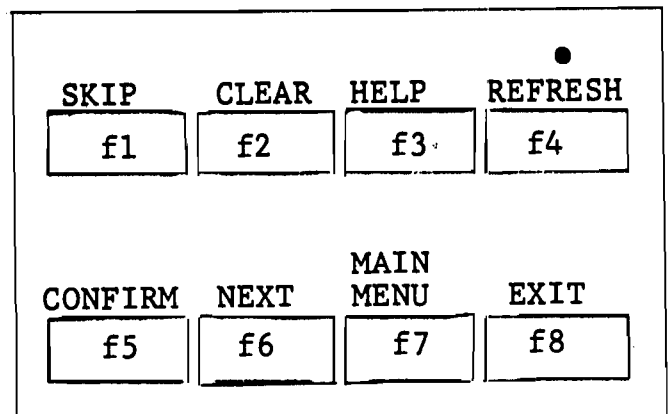 SKIP CLEAR HELP REFRESH
f1 f2 f3 f4
MAIN
CONFIRM NEXT MENU EXIT
f5 f6 f7 f8